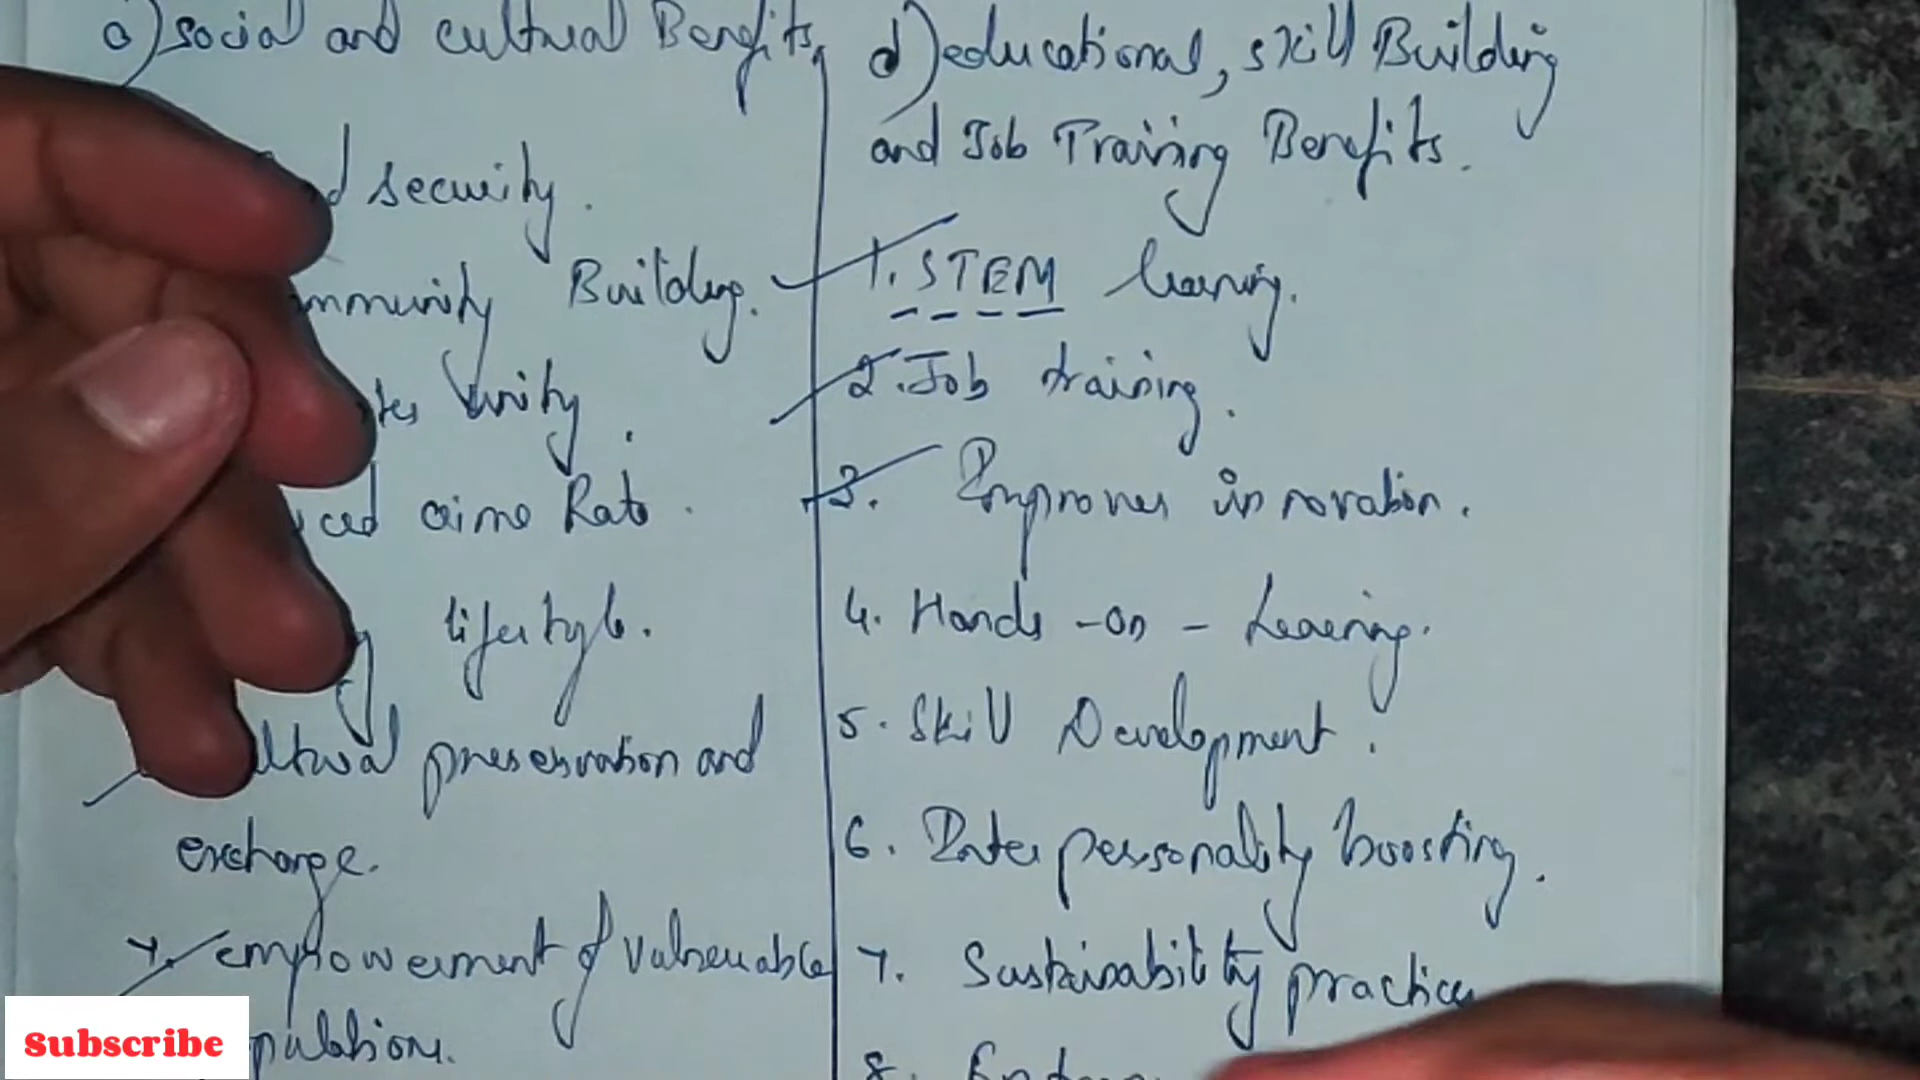 c) social and cultural Benefits,
security.
Building.
unity.
crime Rate.
lifestyle.
preservation and
exchange.
7. empowerment of vulnerable
d) educational, skill Building
and Job Training Benefits.
1. STEM learning.
2. Job training.
3. Improves innovation.
4. Hands -on - Learning.
5. Skill Development.
6. Inter personality boosting.
7. Sustainability practices
8.
Subscribe